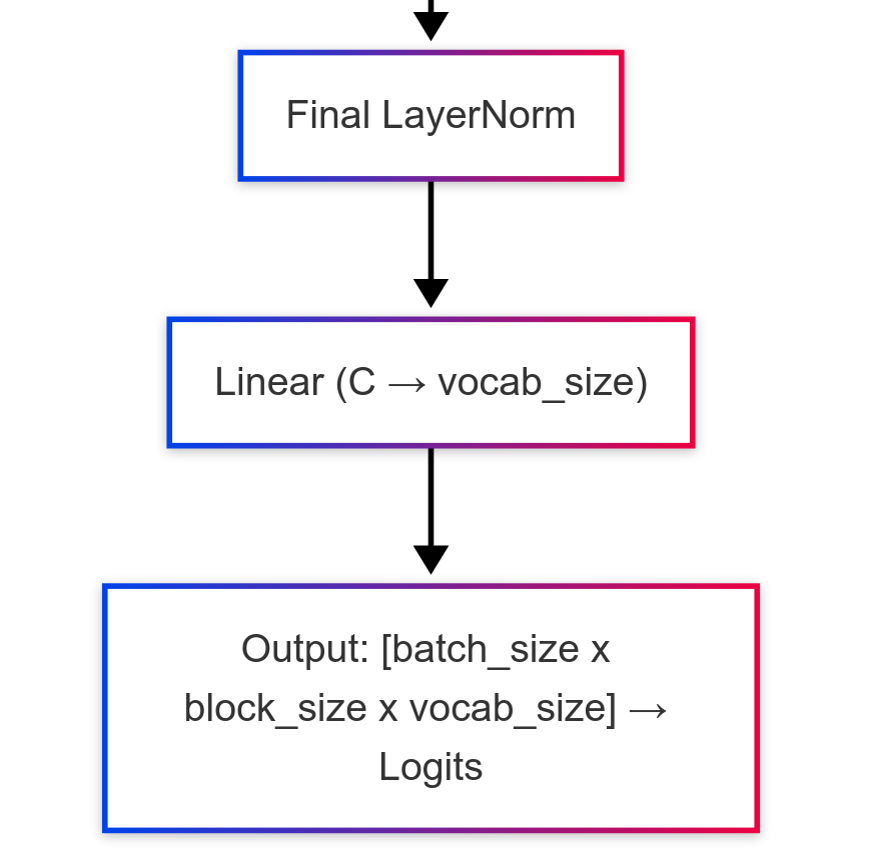 Final LayerNorm
Linear (C → vocab_size)
Output: [batch_size x
block_size x vocab_size] →
Logits